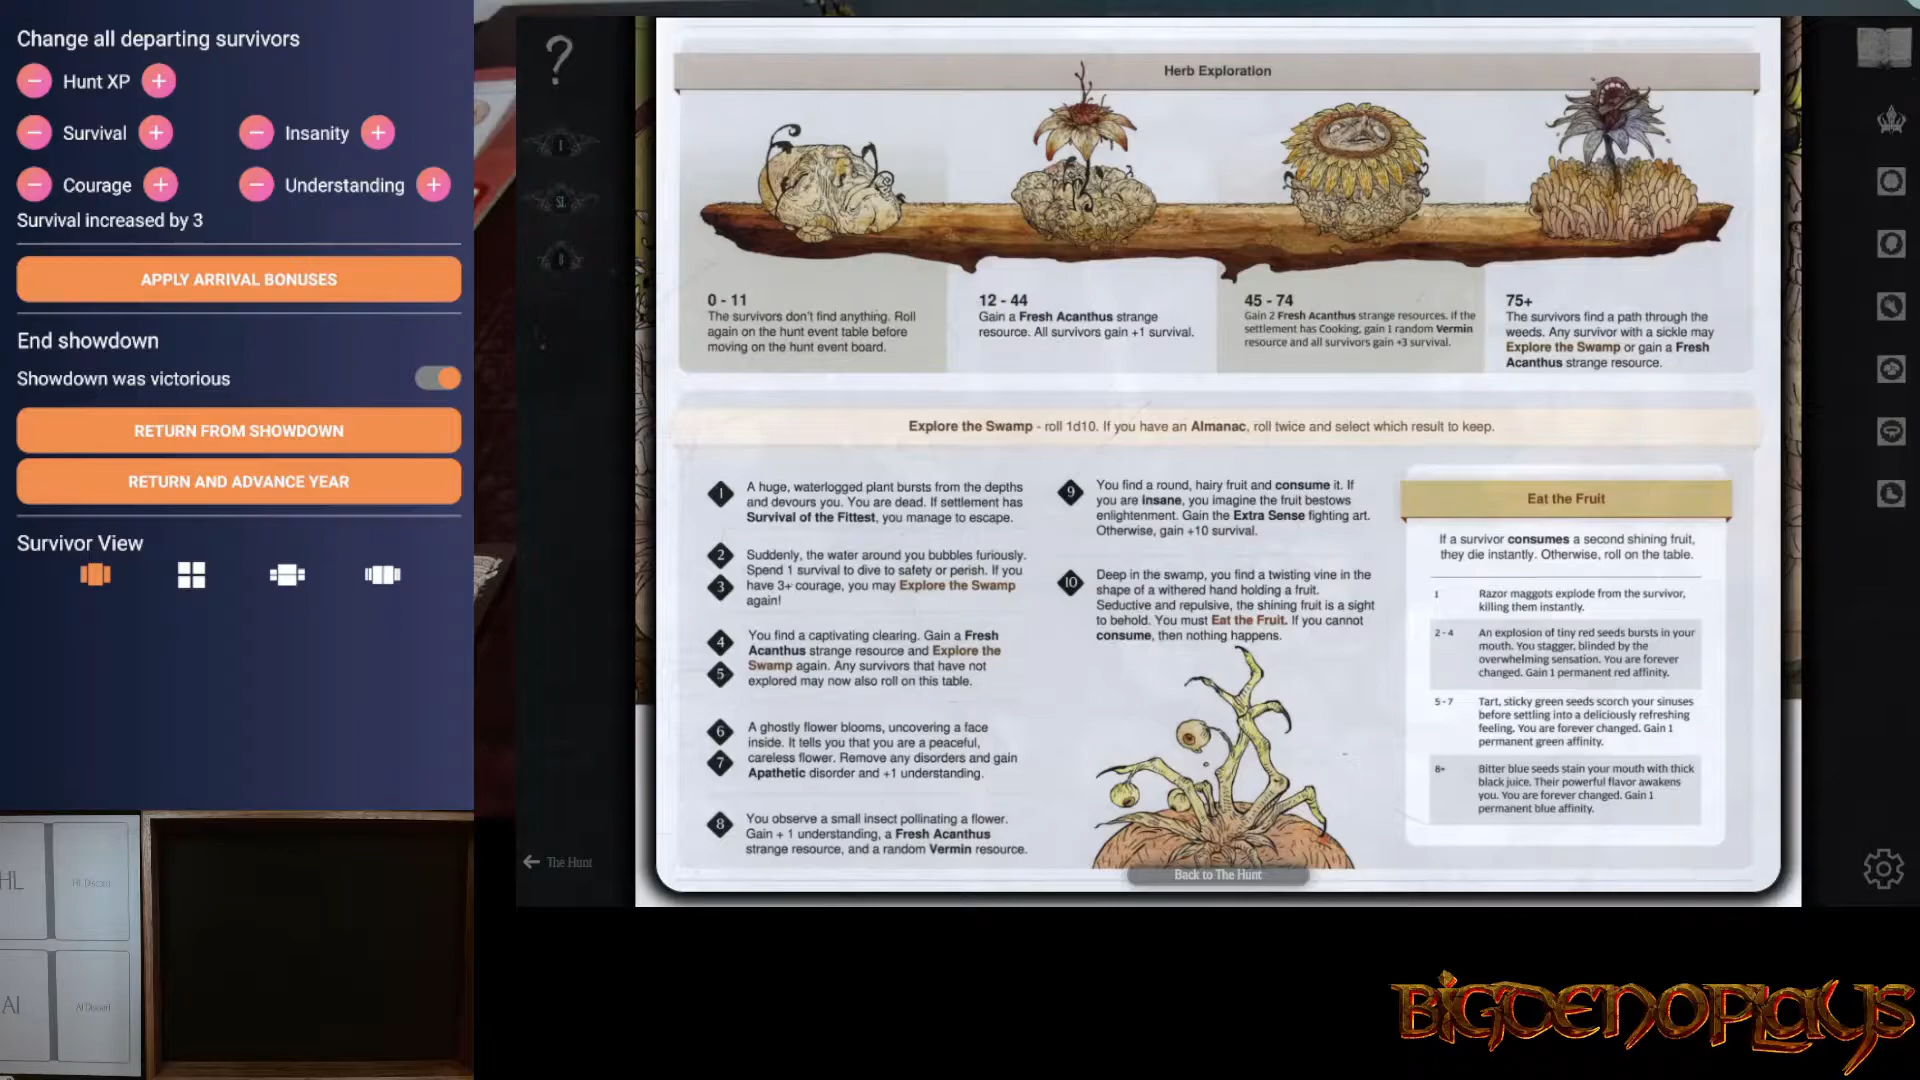 Change all departing survivors
Hunt XP
Survival
Insanity
Courage
Understanding
Survival increased by 3
APPLY ARRIVAL BONUSES
End showdown
Showdown was victorious
RETURN FROM SHOWDOWN
RETURN AND ADVANCE YEAR
Survivor View
HL
HL Discard
AI
AI Discard
?
I
SL
The Hunt
Herb Exploration
0 - 11
The survivors don't find anything. Roll
again on the hunt event table before
moving on the hunt event board.
12 - 44
Gain a Fresh Acanthus strange
resource. All survivors gain +1 survival.
45 - 74
Gain 2 Fresh Acanthus strange resources. If the
settlement has Cooking, gain 1 random Vermin
resource and all survivors gain +3 survival.
75+
The survivors find a path through the
weeds. Any survivor with a sickle may
Explore the Swamp or gain a Fresh
Acanthus strange resource.
Explore the Swamp - roll 1d10. If you have an Almanac, roll twice and select which result to keep.
1
A huge, waterlogged plant bursts from the depths
and devours you. You are dead. If settlement has
Survival of the Fittest, you manage to escape.
2
3
Suddenly, the water around you bubbles furiously.
Spend 1 survival to dive to safety or perish. If you
have 3+ courage, you may Explore the Swamp
again!
4
5
You find a captivating clearing. Gain a Fresh
Acanthus strange resource and Explore the
Swamp again. Any survivors that have not
explored may now also roll on this table.
6
7
A ghostly flower blooms, uncovering a face
inside. It tells you that you are a peaceful,
careless flower. Remove any disorders and gain
Apathetic disorder and +1 understanding.
8
You observe a small insect pollinating a flower.
Gain + 1 understanding, a Fresh Acanthus
strange resource, and a random Vermin resource.
9
You find a round, hairy fruit and consume it. If
you are insane, you imagine the fruit bestows
enlightenment. Gain the Extra Sense fighting art.
Otherwise, gain +10 survival.
10
Deep in the swamp, you find a twisting vine in the
shape of a withered hand holding a fruit.
Seductive and repulsive, the shining fruit is a sight
to behold. You must Eat the Fruit. If you cannot
consume, then nothing happens.
Eat the Fruit
If a survivor consumes a second shining fruit,
they die instantly. Otherwise, roll on the table.
1
Razor maggots explode from the survivor,
killing them instantly.
2 - 4
An explosion of tiny red seeds bursts in your
mouth. You stagger, blinded by the
overwhelming sensation. You are forever
changed. Gain 1 permanent red affinity.
5 - 7
Tart, sticky green seeds scorch your sinuses
before settling into a deliciously refreshing
feeling. You are forever changed. Gain 1
permanent green affinity.
8+
Bitter blue seeds stain your mouth with thick
black juice. Their powerful flavor awakens
you. You are forever changed. Gain 1
permanent blue affinity.
Back to The Hunt
BIGDENOPLAYS